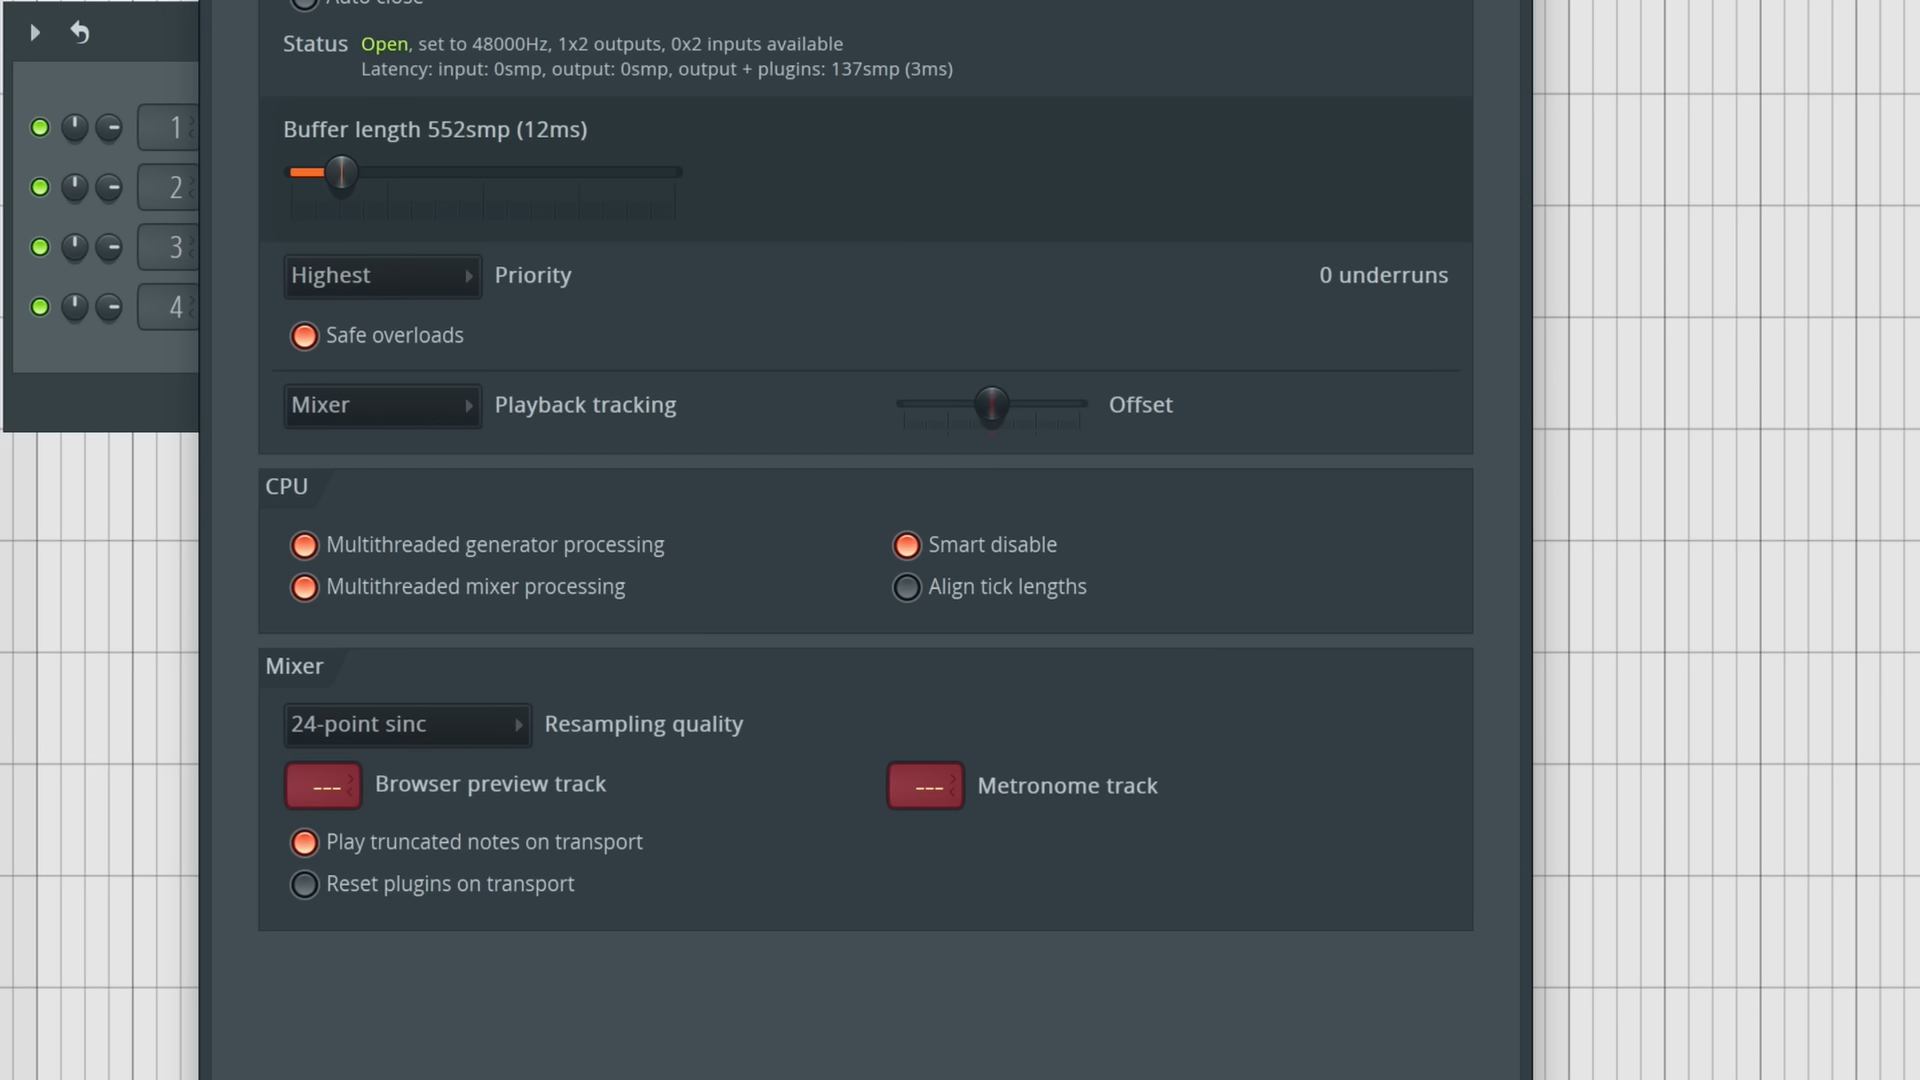 Auto close
Status Open, set to 48000Hz, 1x2 outputs, 0x2 inputs available
Latency: input: 0smp, output: 0smp, output + plugins: 137smp (3ms)
1
Buffer length 552smp (12ms)
2
3
Highest Priority 0 underruns
4
Safe overloads
Mixer Playback tracking Offset
CPU
Multithreaded generator processing Smart disable
Multithreaded mixer processing Align tick lengths
Mixer
24-point sinc Resampling quality
--- Browser preview track --- Metronome track
Play truncated notes on transport
Reset plugins on transport